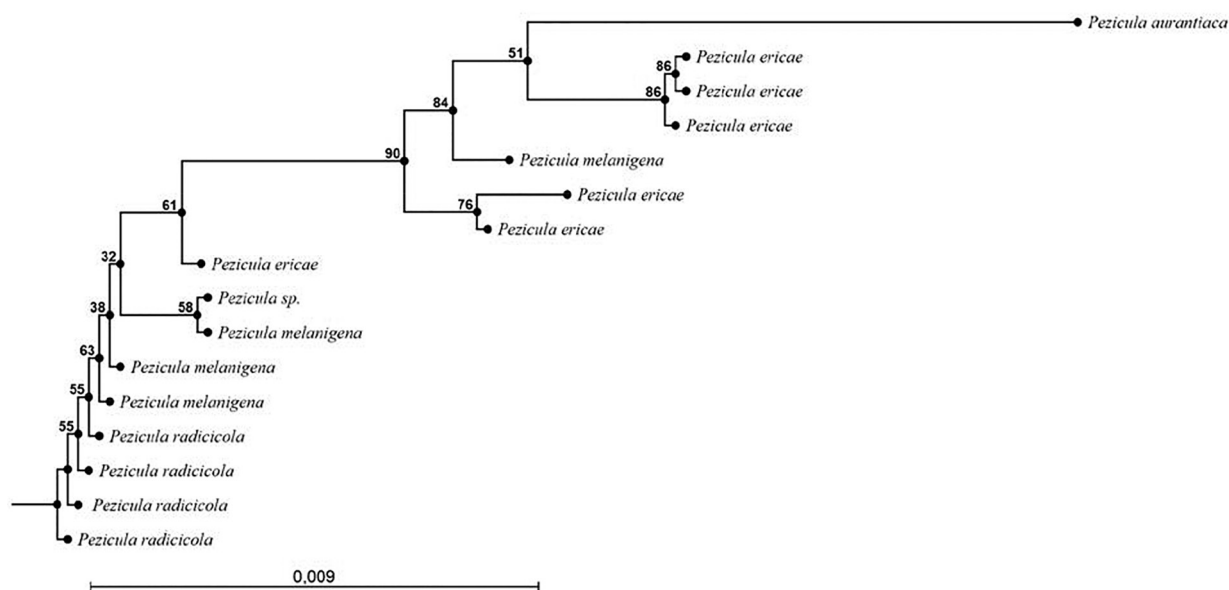 Pezicula aurantiaca
51
Pezicula ericae
86
Pezicula ericae
86
84
Pezicula ericae
90
Pezicula melanigena
Pezicula ericae
76
61
Pezicula ericae
32
Pezicula ericae
Pezicula sp.
38
58
Pezicula melanigena
63
Pezicula melanigena
55
Pezicula melanigena
55
Pezicula radicicola
Pezicula radicicola
Pezicula radicicola
Pezicula radicicola
0,009